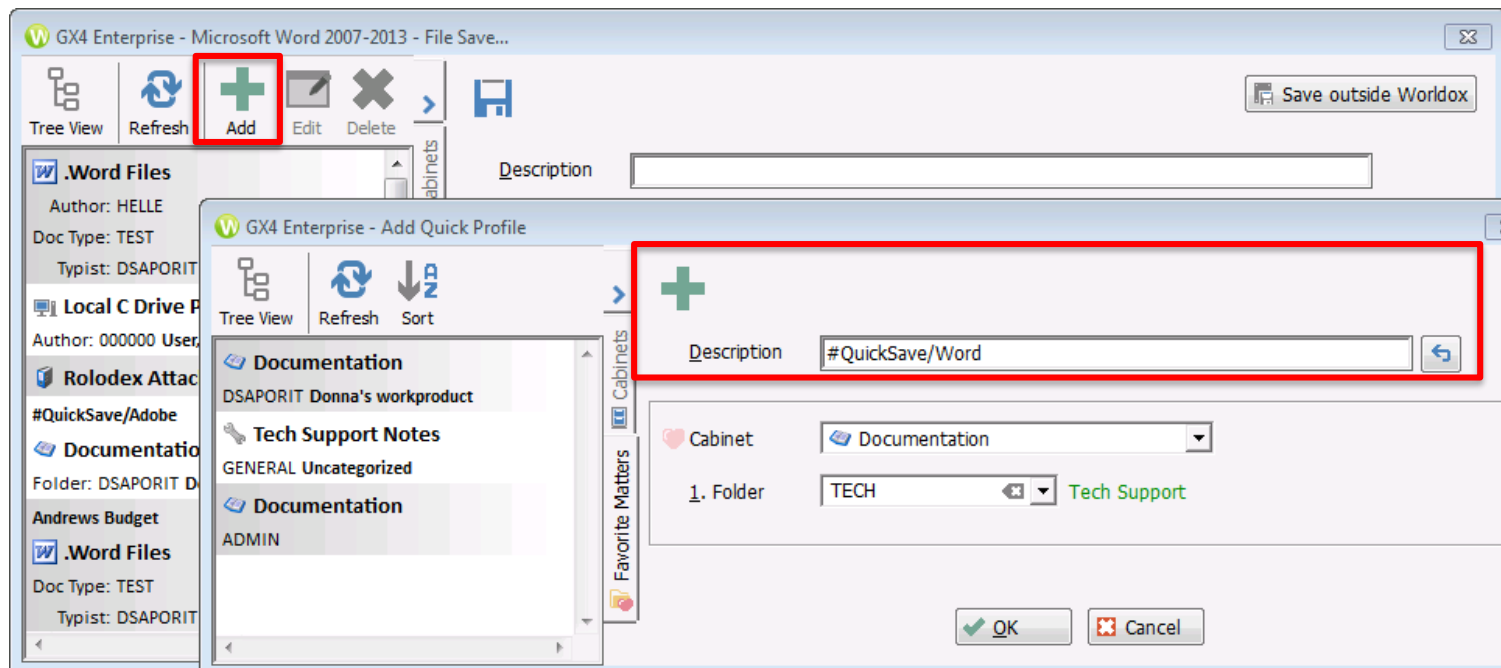 GX4 Enterprise - Microsoft Word 2007-2013 - File Save...
Tree View
Refresh
Add
Edit
Delete
Save outside Worldox
Description
.Word Files
Author: HELLE
Doc Type: TEST
Typist: DSAPORIT
Local C Drive P
Author: 000000 User,
Rolodex Attac
#QuickSave/Adobe
Documentatio
Folder: DSAPORIT D
Andrews Budget
.Word Files
Doc Type: TEST
Typist: DSAPORIT
abinets
GX4 Enterprise - Add Quick Profile
Tree View
Refresh
Sort
Documentation
DSAPORIT Donna's workproduct
Tech Support Notes
GENERAL Uncategorized
Documentation
ADMIN
Cabinets
Favorite Matters
Description #QuickSave/Word
Cabinet Documentation
1. Folder TECH Tech Support
OK
Cancel